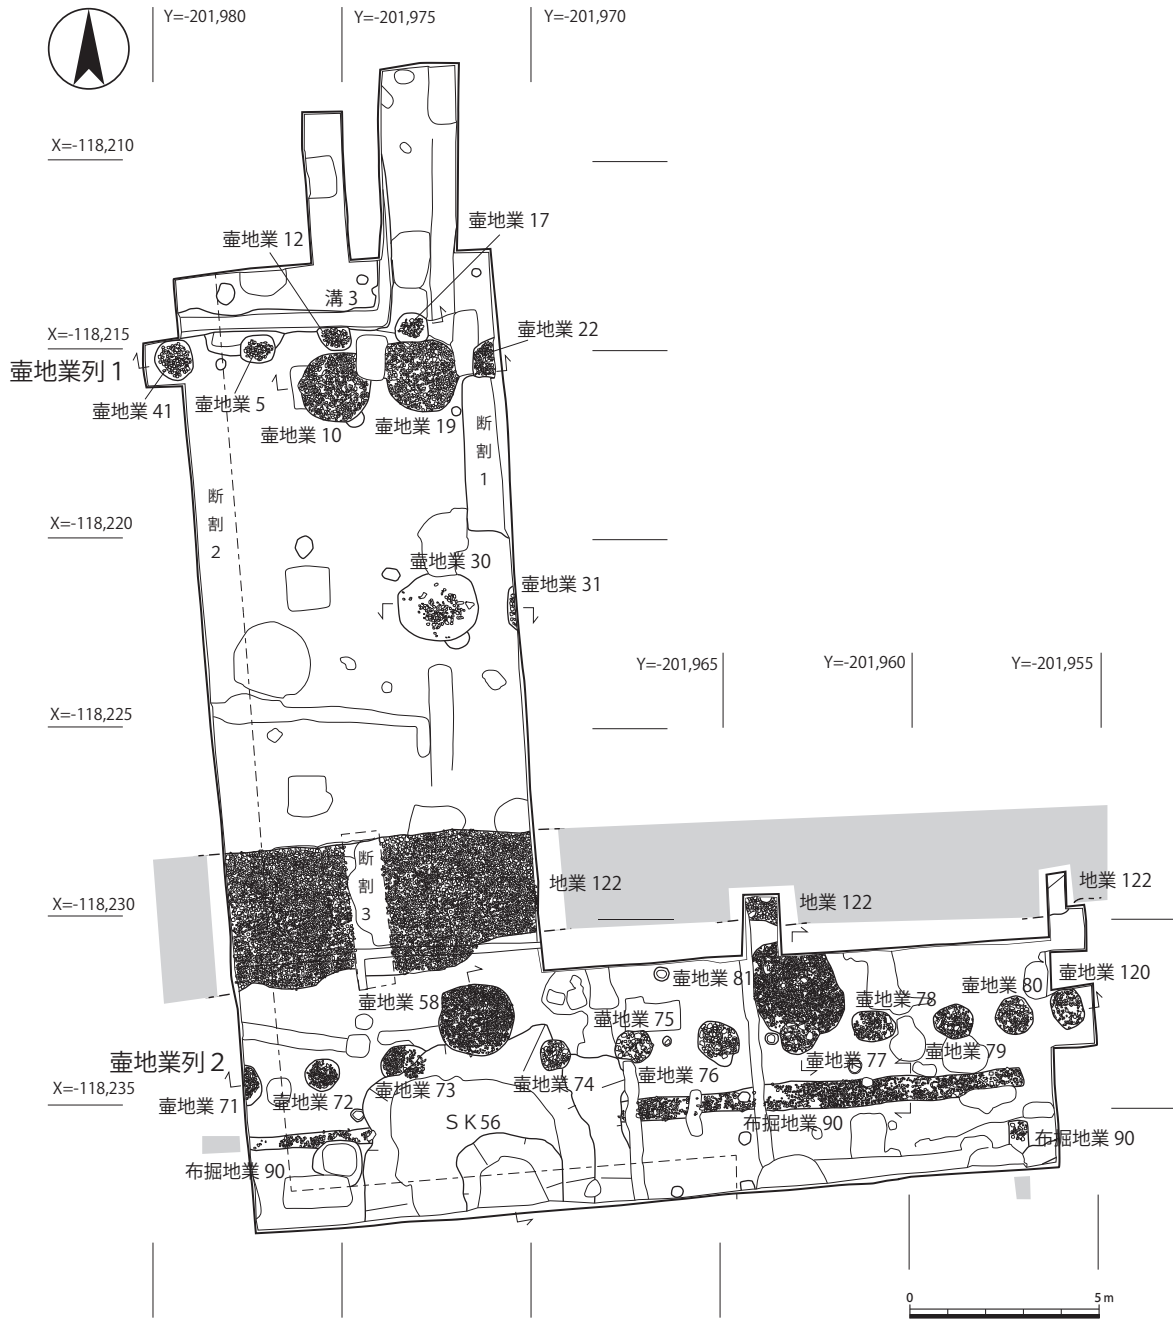 Y=-201,980
Y=-201,975
Y=-201,970
X=-118,210
壷地業 17
壷地業 12
溝 3
X=-118,215
壷地業 22
壷地業列 1
壷地業 41
壷地業 5
壷地業 10
壷地業 19
断割1
断割2
X=-118,220
壷地業 30
壷地業 31
Y=-201,965
Y=-201,960
Y=-201,955
X=-118,225
断割3
地業 122
地業 122
地業 122
X=-118,230
壷地業 81
壷地業 120
壷地業 80
壷地業 58
壷地業 78
壷地業 75
壷地業 79
壷地業列 2
壷地業 77
壷地業 76
壷地業 74
壷地業 73
X=-118,235
壷地業 72
壷地業 71
ＳＫ56
布掘地業 90
布掘地業 90
布掘地業 90
0
5 m